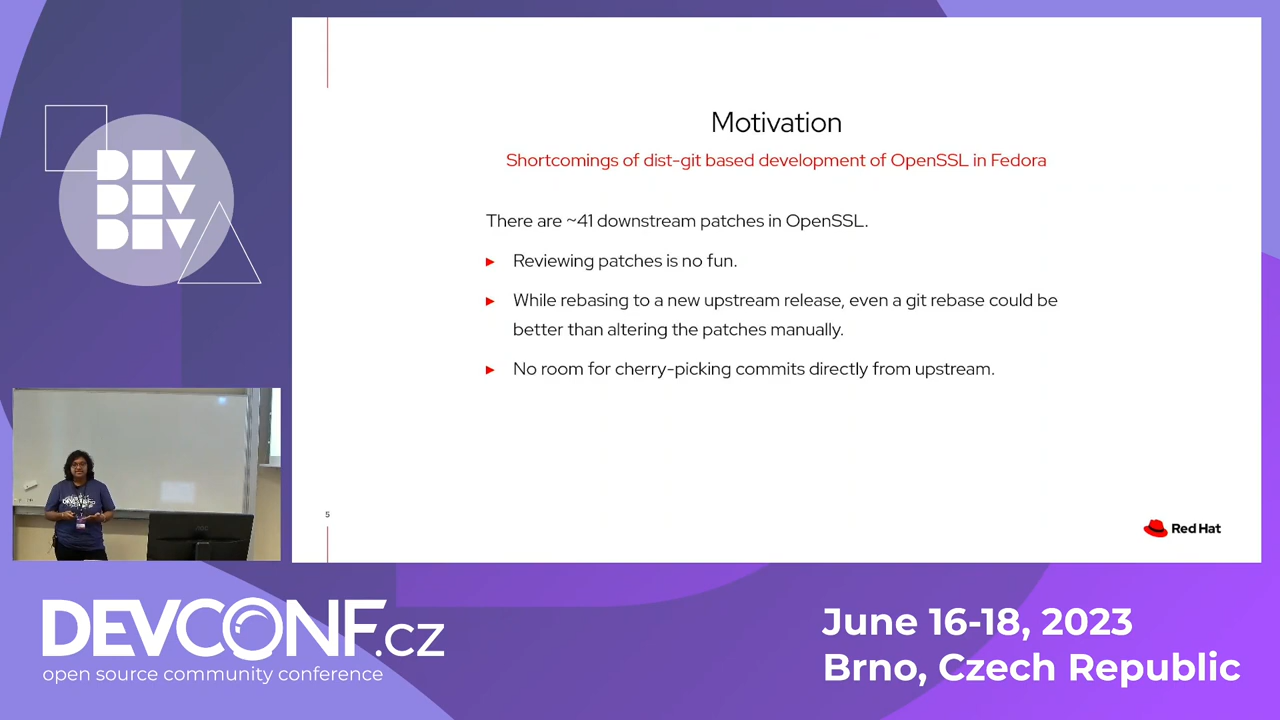 DEV
DEV
DEV
Motivation
Shortcomings of dist-git based development of OpenSSL in Fedora
There are ~41 downstream patches in OpenSSL.
► Reviewing patches is no fun.
► While rebasing to a new upstream release, even a git rebase could be
better than altering the patches manually.
► No room for cherry-picking commits directly from upstream.
5
Red Hat
DEVCONF.cz
open source community conference
June 16-18, 2023
Brno, Czech Republic